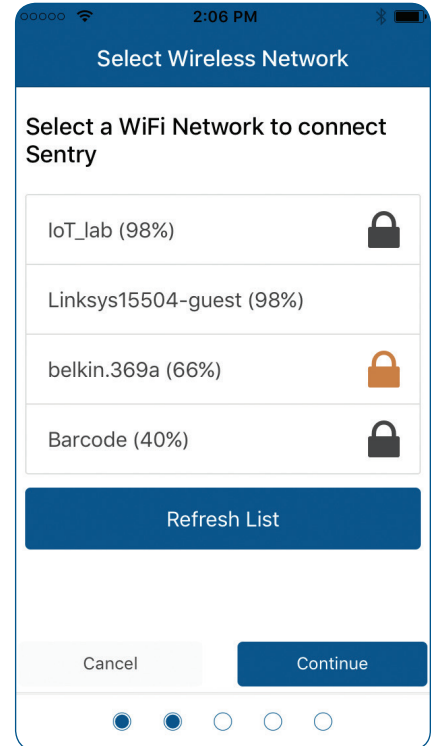 2:06 PM
Select Wireless Network
Select a WiFi Network to connect
Sentry
IoT_lab (98%)
Linksys15504-guest (98%)
belkin.369a (66%)
Barcode (40%)
Refresh List
Cancel
Continue